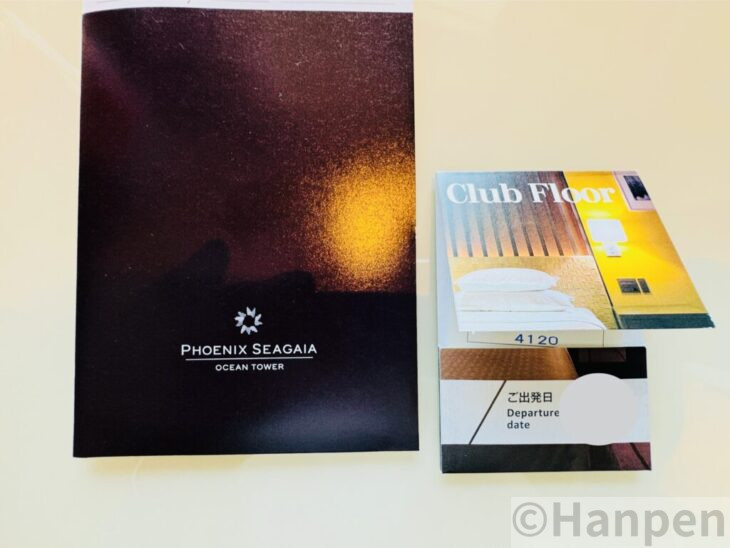 PHOENIX SEAGAIA
OCEAN TOWER
Club Floor
4120
ご出発日
Departure
date
©Hanpen